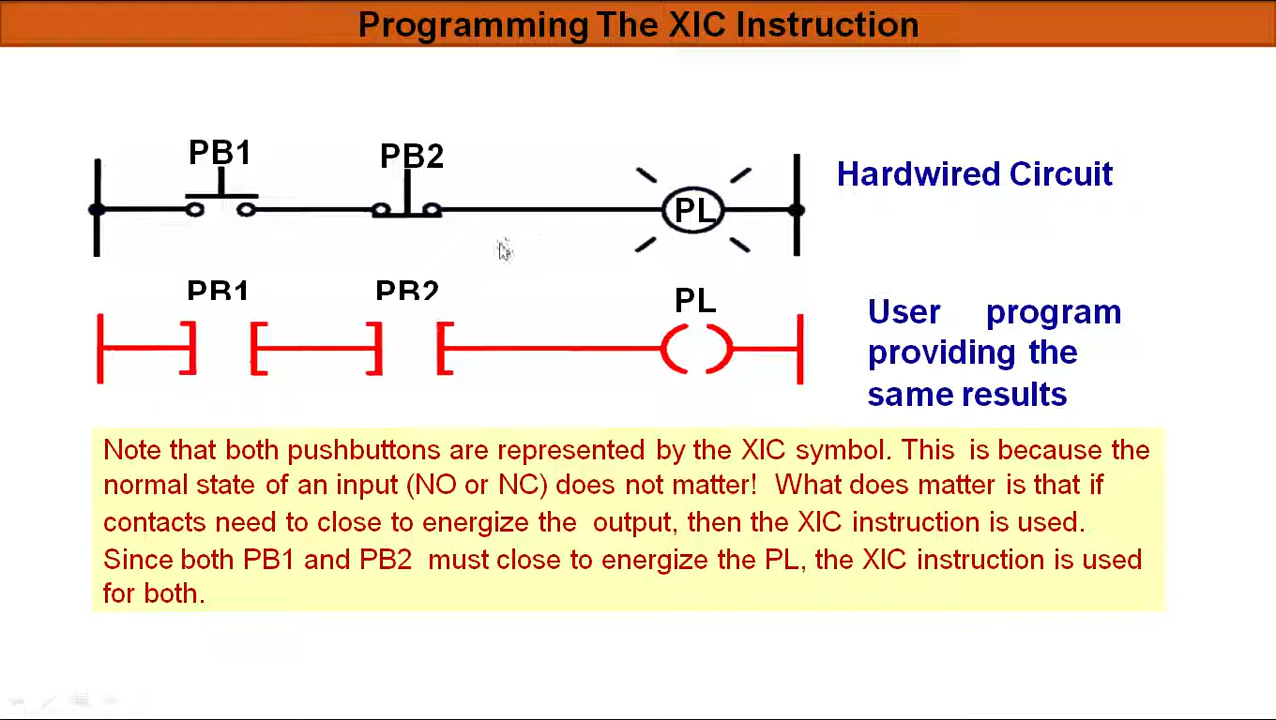 Programming The XIC Instruction
PB1
PB2
PL
Hardwired Circuit
PB1
PB2
PL
User program
providing the
same results
Note that both pushbuttons are represented by the XIC symbol. This is because the
normal state of an input (NO or NC) does not matter! What does matter is that if
contacts need to close to energize the output, then the XIC instruction is used.
Since both PB1 and PB2 must close to energize the PL, the XIC instruction is used
for both.